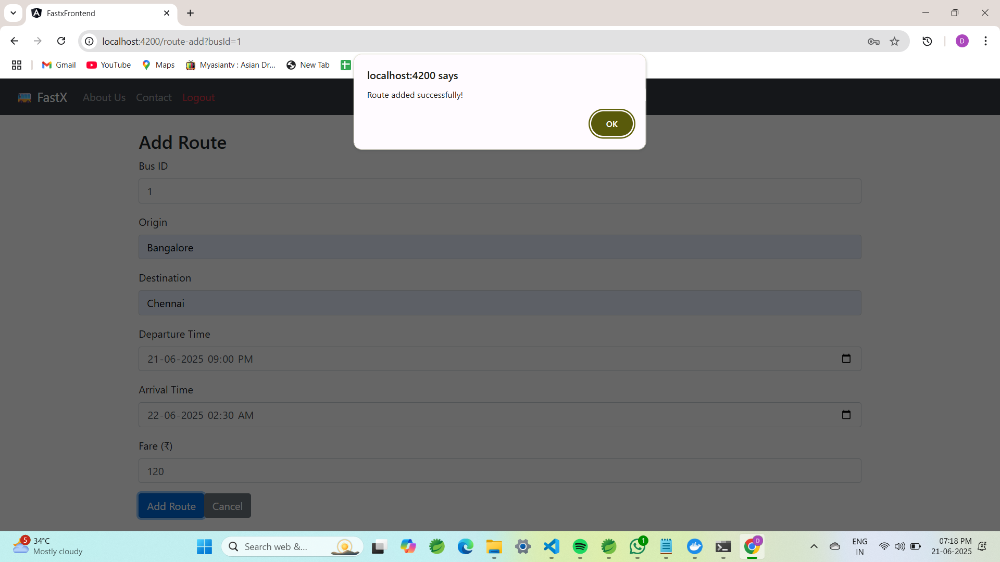 FastxFrontend
localhost:4200/route-add?busId=1
D
Gmail
YouTube
Maps
Myasiantv : Asian Dr...
New Tab
localhost:4200 says
Route added successfully!
OK
FastX
About Us
Contact
Logout
Add Route
Bus ID
1
Origin
Bangalore
Destination
Chennai
Departure Time
21-06-2025 09:00 PM
Arrival Time
22-06-2025 02:30 AM
Fare (₹)
120
Add Route
Cancel
5
34°C
Mostly cloudy
Search web &...
1
D
ENG
IN
07:18 PM
21-06-2025